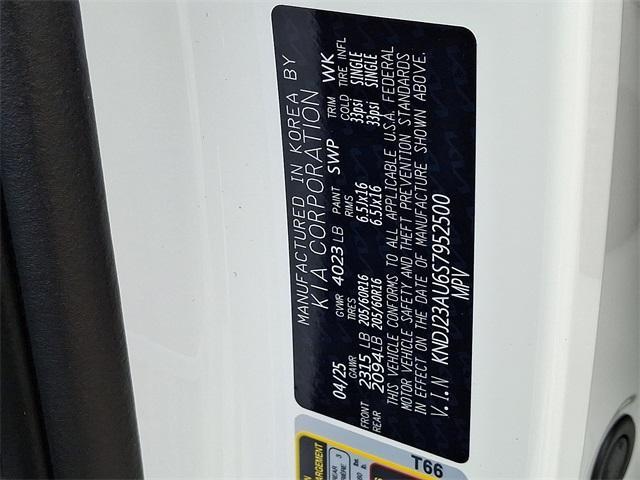 MANUFACTURED IN KOREA BY
KIA CORPORATION
04/25 GVWR 4023 LB PAINT SWP TRIM WK
GAWR TIRES RIMS COLD TIRE INFL
FRONT 2315 LB 205/60R16 6.5Jx16 33psi SINGLE
REAR 2094 LB 205/60R16 6.5Jx16 33psi SINGLE
THIS VEHICLE CONFORMS TO ALL APPLICABLE U.S.A. FEDERAL
MOTOR VEHICLE SAFETY AND THEFT PREVENTION STANDARDS
IN EFFECT ON THE DATE OF MANUFACTURE SHOWN ABOVE.
V.I.N KNDJ23AU6S7952500
MPV
T66